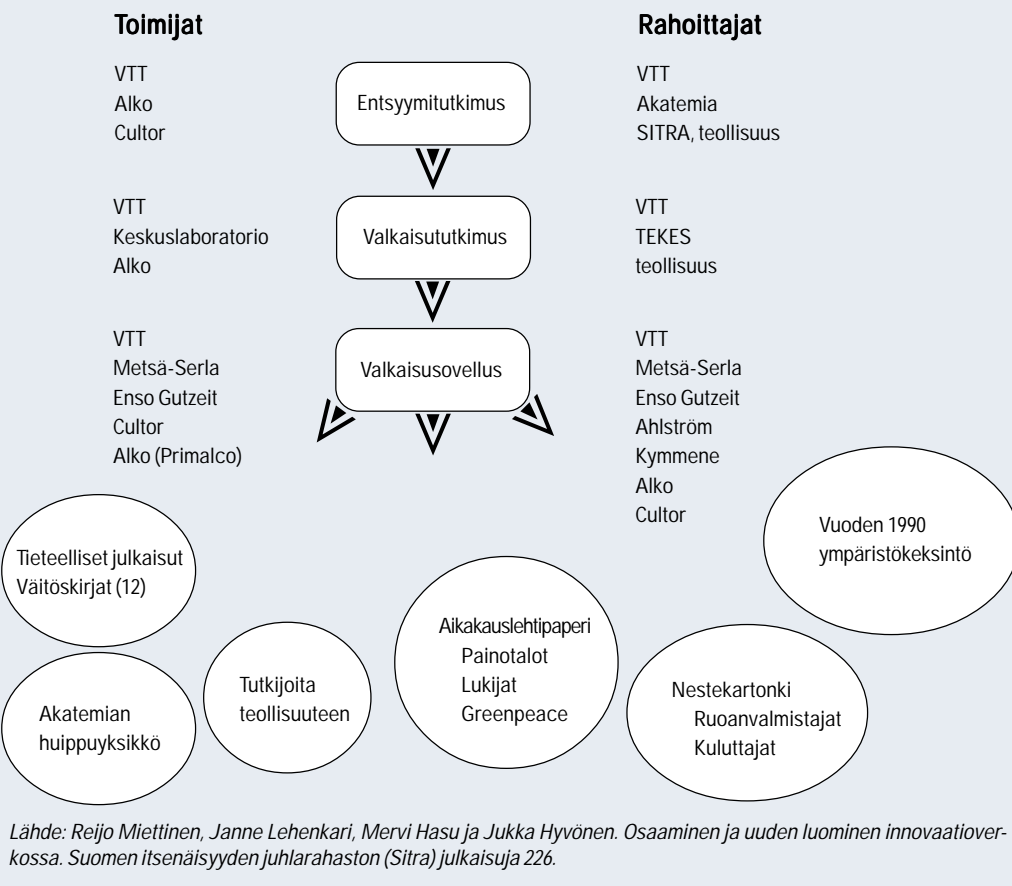 Toimijat
Rahoittajat
VTT
Alko
Cultor
Entsyymitutkimus
VTT
Akatemia
SITRA, teollisuus
VTT
Keskuslaboratorio
Alko
Valkaisututkimus
VTT
TEKES
teollisuus
VTT
Metsä-Serla
Enso Gutzeit
Cultor
Alko (Primalco)
Valkaisusovellus
VTT
Metsä-Serla
Enso Gutzeit
Ahlström
Kymmene
Alko
Cultor
Vuoden 1990
ympäristökeksintö
Tieteelliset julkaisut
Väitöskirjat (12)
Akatemian
huippuyksikkö
Tutkijoita
teollisuuteen
Aikakauslehtipaperi
Painotalot
Lukijat
Greenpeace
Nestekartonki
Ruoanvalmistajat
Kuluttajat
Lähde: Reijo Miettinen, Janne Lehenkari, Mervi Hasu ja Jukka Hyvönen. Osaaminen ja uuden luominen innovaatiover-
kossa. Suomen itsenäisyyden juhlarahaston (Sitra) julkaisuja 226.